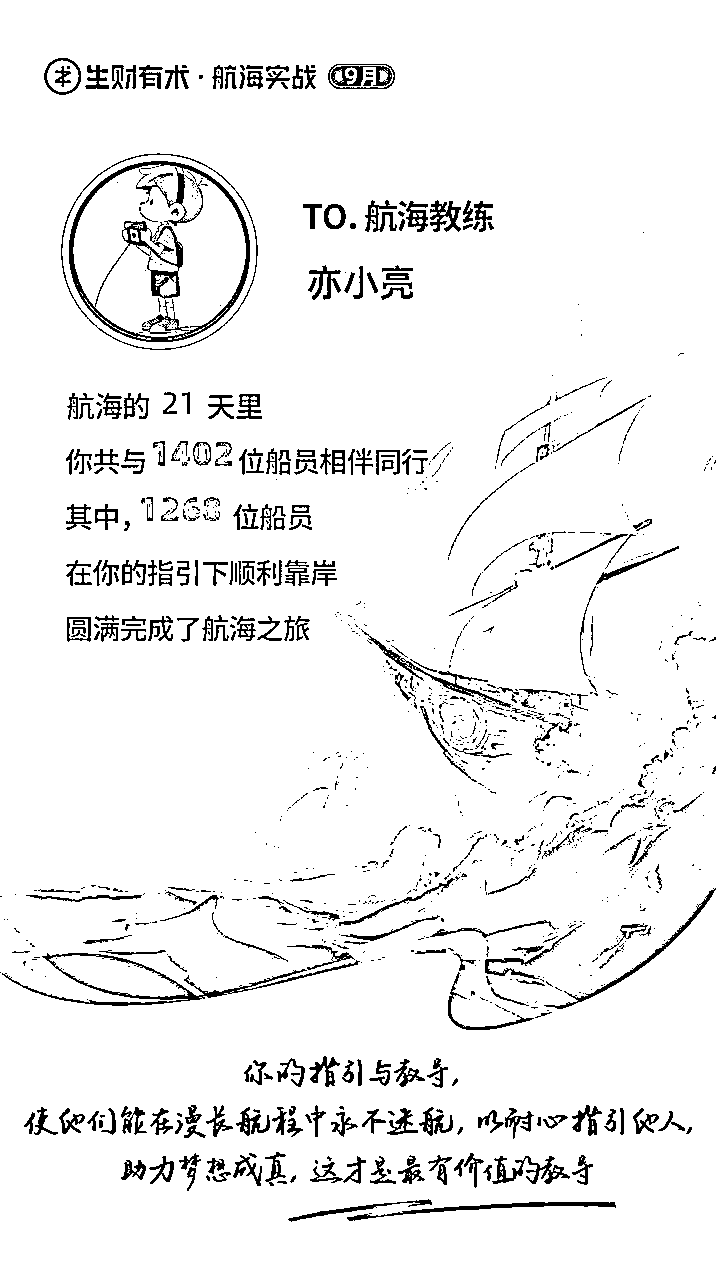 生财有术·航海实战 9月
TO.航海教练
亦小亮
航海的 21 天里
你共与1402位船员相伴同行
其中,1268 位船员
在你的指引下顺利靠岸
圆满完成了航海之旅
你的指引与教导,
使他们能在漫长航程中永不迷航,以耐心指引他人,
助力梦想成真,这才是最有价值的教导